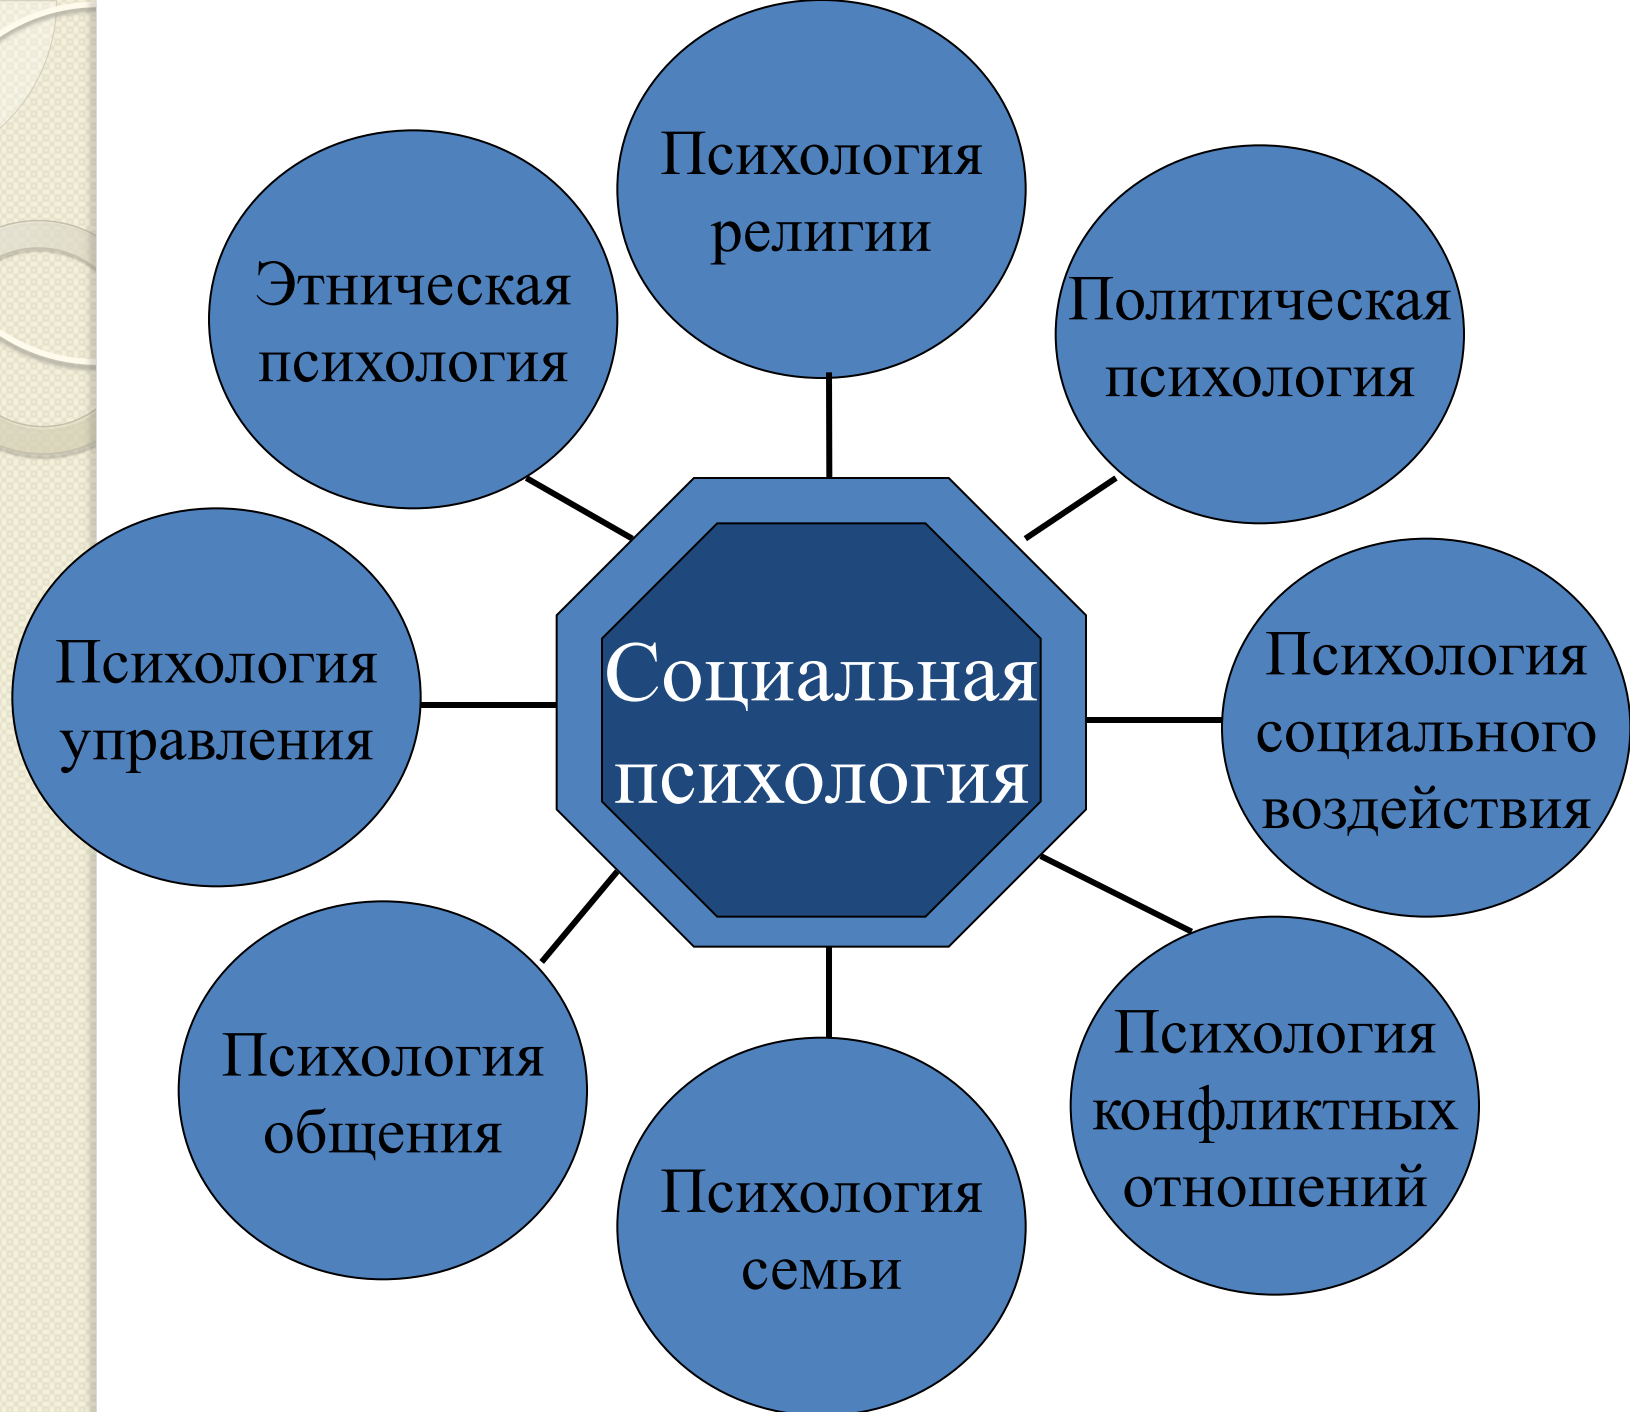 Психология
религии
Этническая
психология
Политическая
психология
Психология
управления
Социальная
психология
Психология
социального
воздействия
Психология
общения
Психология
семьи
Психология
конфликтных
отношений